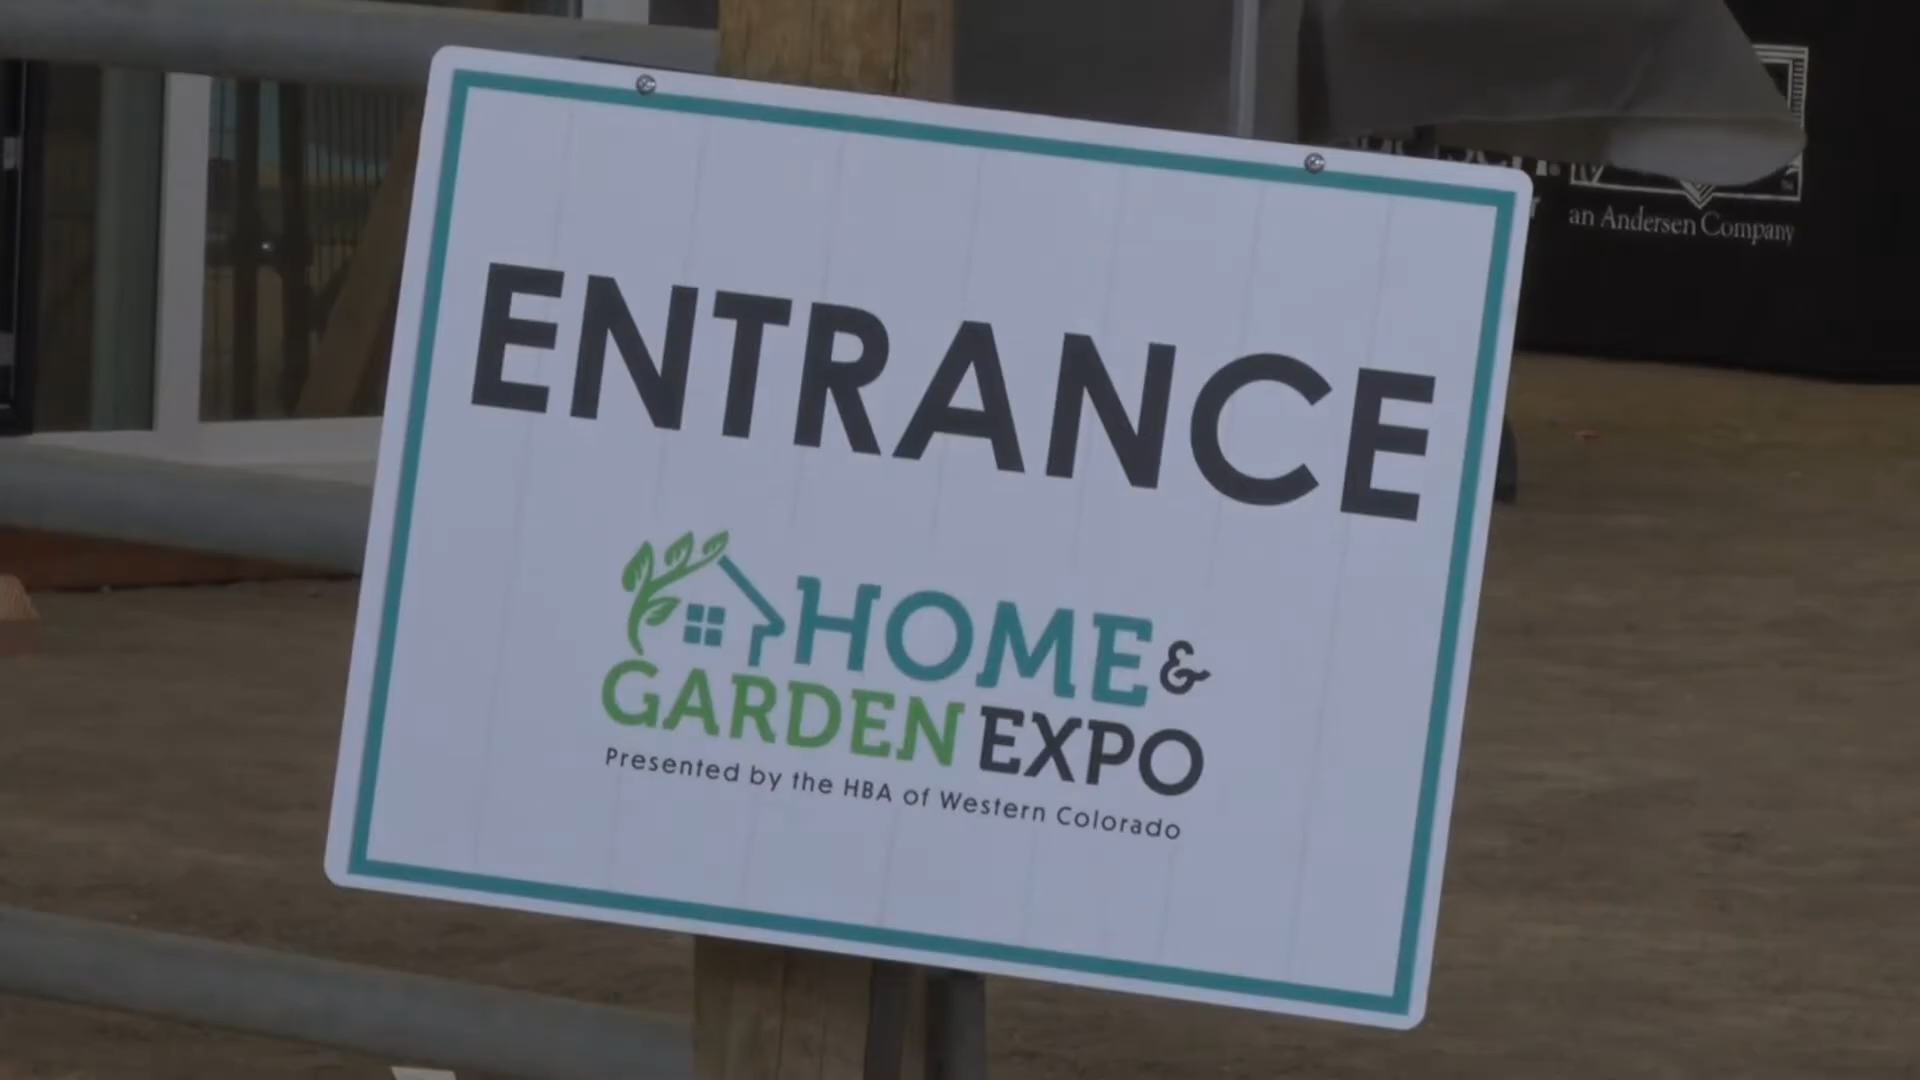 ENTRANCE
HOME &
GARDEN EXPO
Presented by the HBA of Western Colorado
an Andersen Company